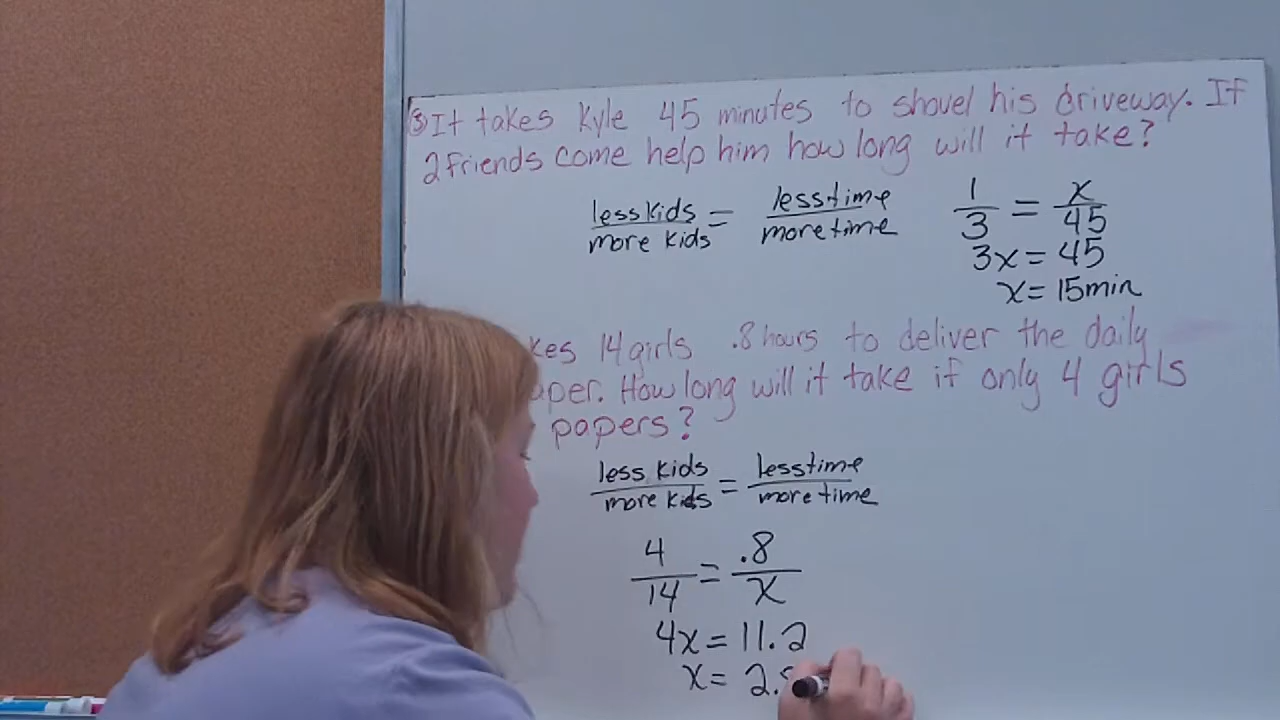 ③ It takes Kyle 45 minutes to shovel his driveway. If
2 friends come help him how long will it take?
less kids
more kids
=
less time
more time
1
3
=
x
45
3x = 45
x = 15min
14 girls .8 hours to deliver the daily
How long will it take if only 4 girls
papers?
less kids
more kids
=
less time
more time
4
14
=
.8
x
4x = 11.2
x = 2.